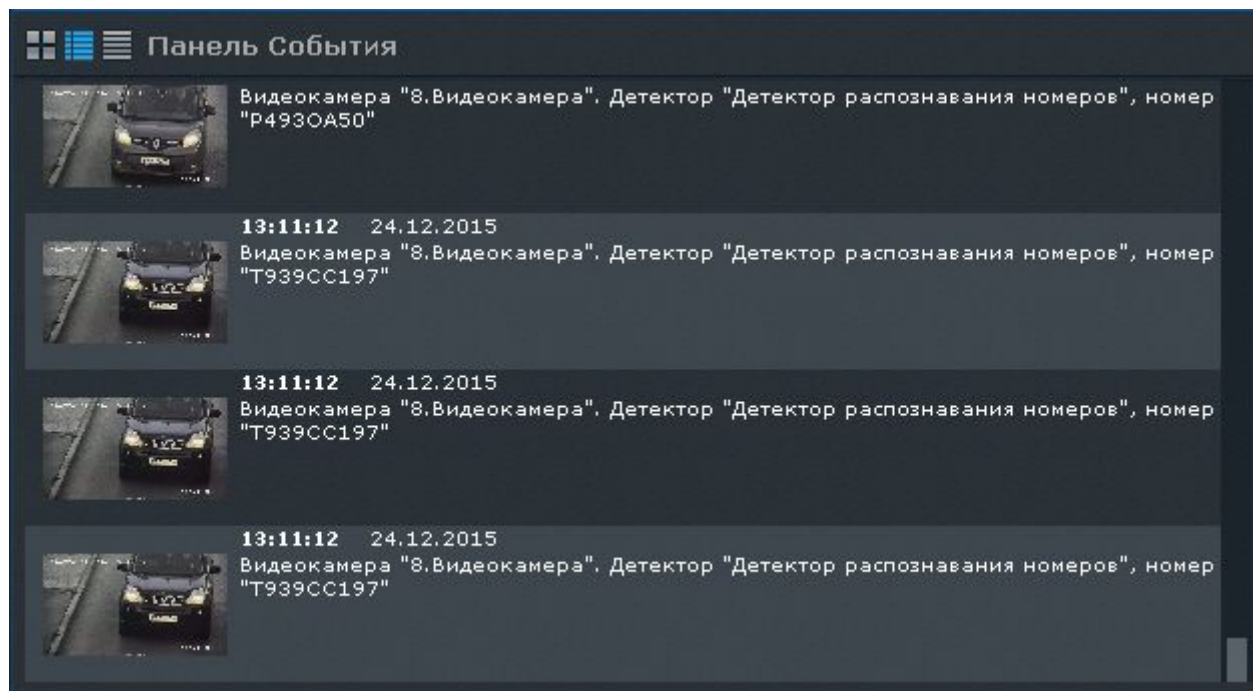 Панель События
Видеокамера "8.Видеокамера". Детектор "Детектор распознавания номеров", номер
"Р493ОА50"
13:11:12 24.12.2015
Видеокамера "8.Видеокамера". Детектор "Детектор распознавания номеров", номер
"Т939СС197"
13:11:12 24.12.2015
Видеокамера "8.Видеокамера". Детектор "Детектор распознавания номеров", номер
"Т939СС197"
13:11:12 24.12.2015
Видеокамера "8.Видеокамера". Детектор "Детектор распознавания номеров", номер
"Т939СС197"